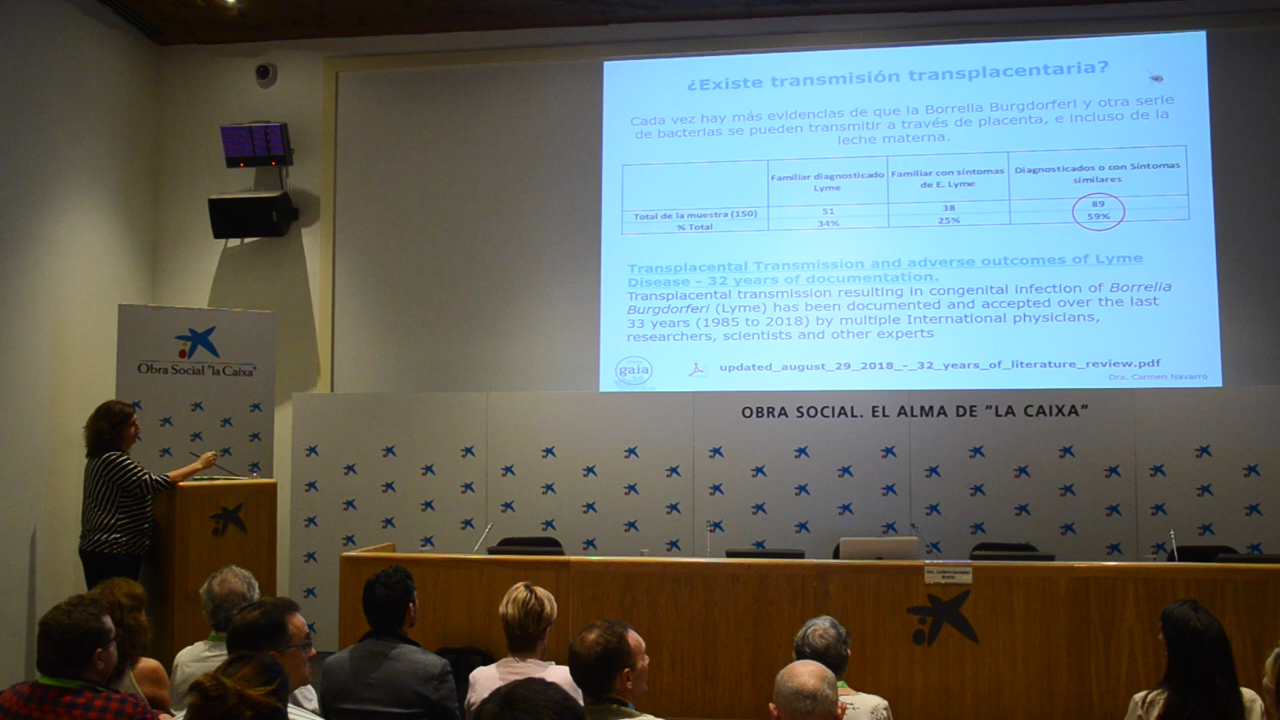 ¿Existe transmisión transplacentaria?
Cada vez hay más evidencias de que la Borrella Burgdorferi y otra serie
de bacterias se pueden transmitir a través de placenta, e incluso de la
leche materna.
Familiar diagnosticado Lyme
Familiar con síntomas de E. Lyme
Diagnosticados o con Síntomas similares
Total de la muestra (150) 51 38 89
% Total 34% 25% 59%
Transplacental Transmission and adverse outcomes of Lyme
Disease - 32 years of documentation.
Transplacental transmission resulting in congenital infection of Borrelia
Burgdorferi (Lyme) has been documented and accepted over the last
33 years (1985 to 2018) by multiple International physicians,
researchers, scientists and other experts
gaia
updated_august_29_2018_-_32_years_of_literature_review.pdf
Dra. Carmen Navarro
Obra Social "la Caixa"
OBRA SOCIAL. EL ALMA DE "LA CAIXA"